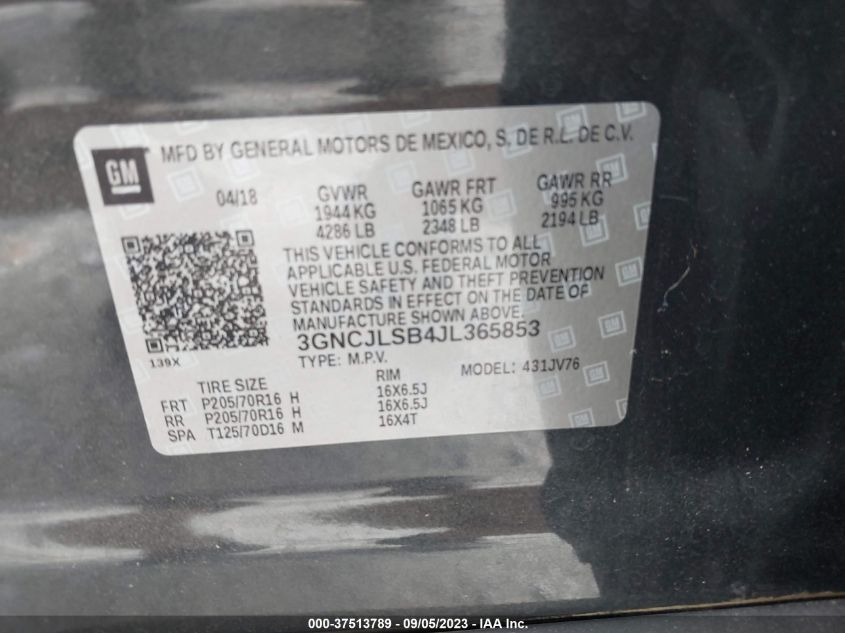 GM
MFD BY GENERAL MOTORS DE MEXICO, S. DE R.L. DE C.V.
04/18 GVWR GAWR FRT GAWR RR
1944 KG 1065 KG 995 KG
4286 LB 2348 LB 2194 LB
THIS VEHICLE CONFORMS TO ALL
APPLICABLE U.S. FEDERAL MOTOR
VEHICLE SAFETY AND THEFT PREVENTION
STANDARDS IN EFFECT ON THE DATE OF
MANUFACTURE SHOWN ABOVE.
3GNCJLSB4JL365853
139X TYPE: M.P.V. MODEL: 431JV76
TIRE SIZE RIM
FRT P205/70R16 H 16X6.5J
RR P205/70R16 H 16X6.5J
SPA T125/70D16 M 16X4T
000-37513789 - 09/05/2023 - IAA Inc.